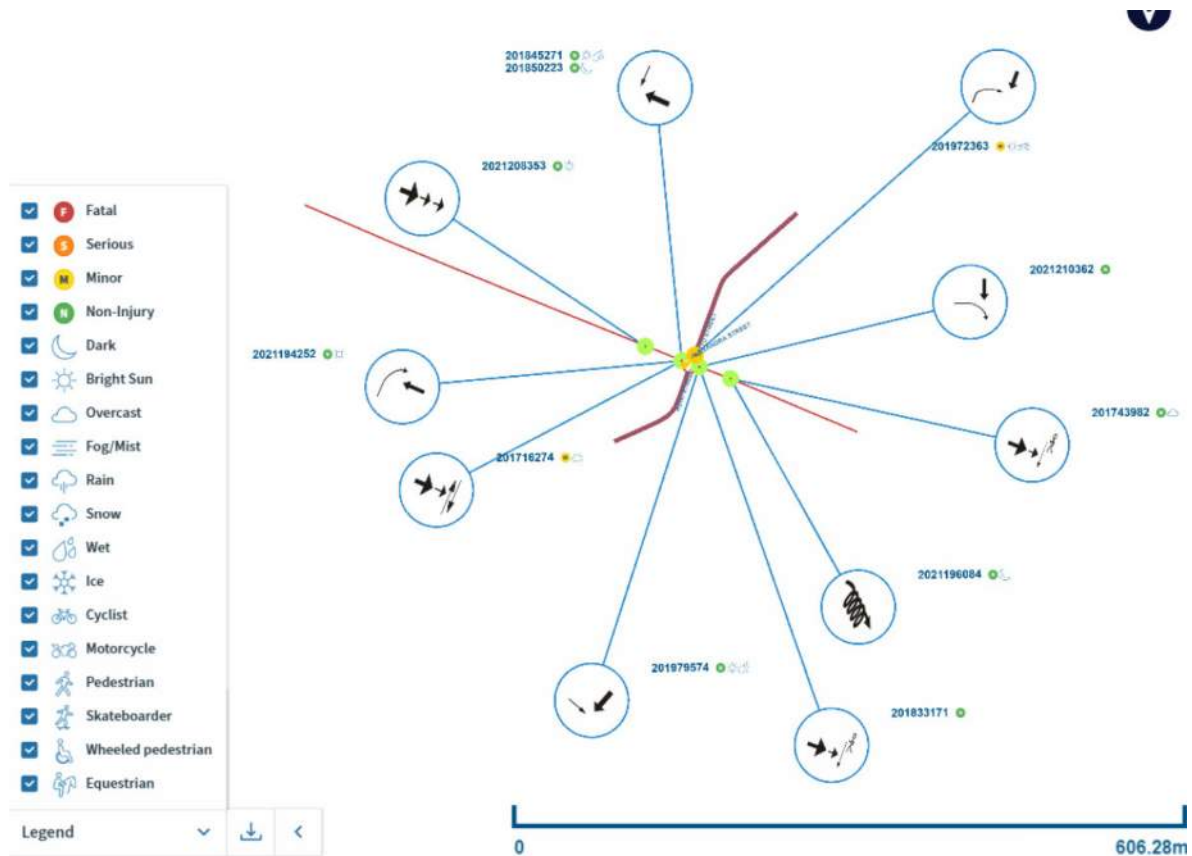 201845271
201850223
201972363
2021208353
2021210362
2021194252
201743982
201716274
2021196084
201979574
201833171
F Fatal
S Serious
M Minor
N Non-Injury
Dark
Bright Sun
Overcast
Fog/Mist
Rain
Snow
Wet
Ice
Cyclist
Motorcycle
Pedestrian
Skateboarder
Wheeled pedestrian
Equestrian
Legend
0
606.28m